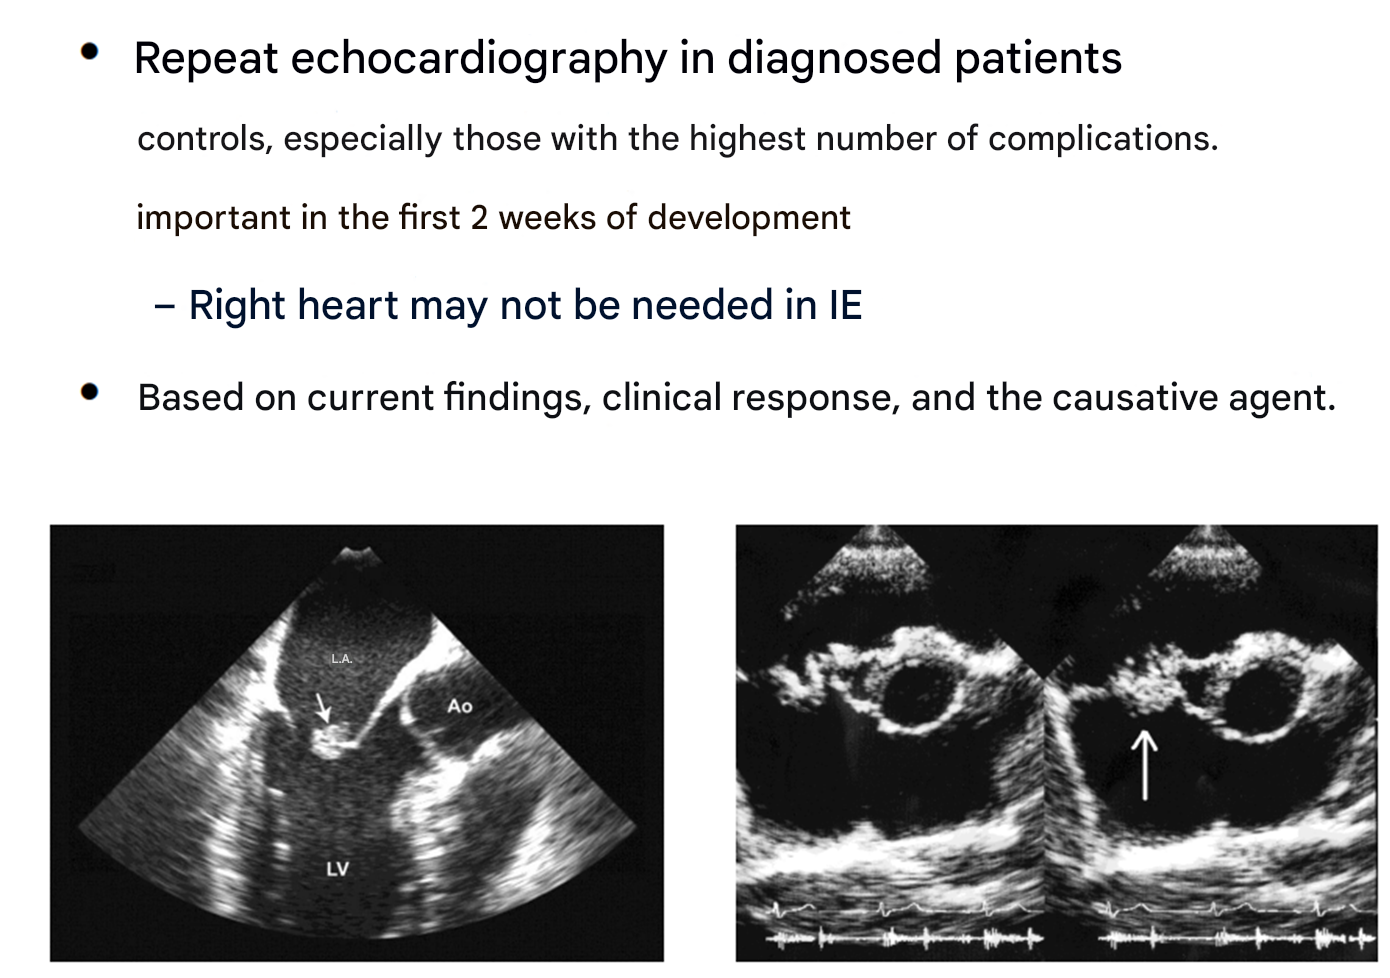 • Repeat echocardiography in diagnosed patients
controls, especially those with the highest number of complications.
important in the first 2 weeks of development
– Right heart may not be needed in IE
• Based on current findings, clinical response, and the causative agent.
L.A.
Ao
LV